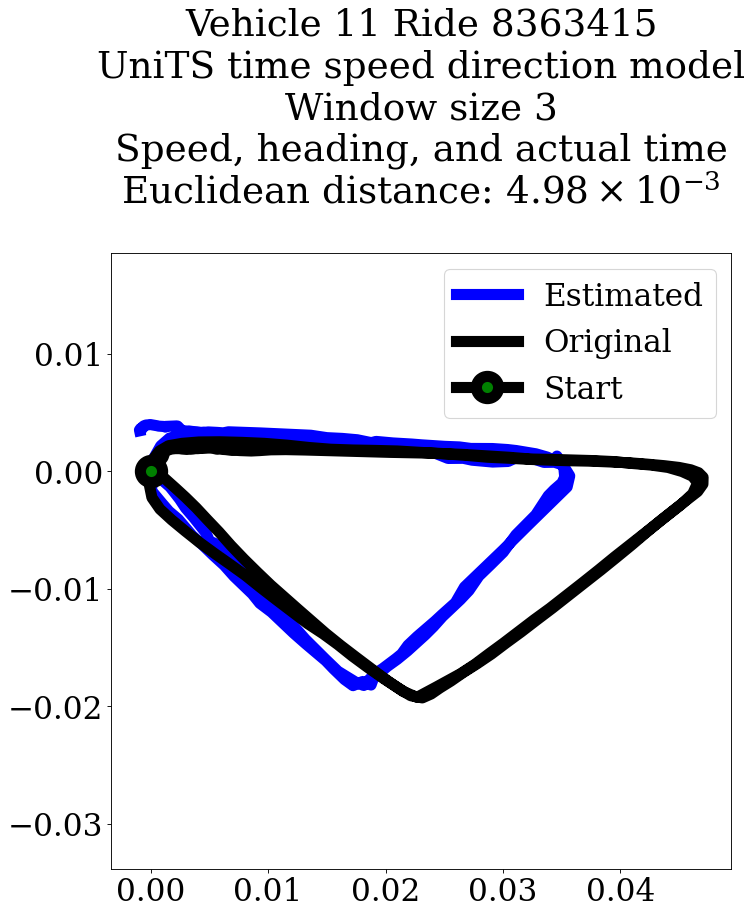 Vehicle 11 Ride 8363415
UniTS time speed direction model
Window size 3
Speed, heading, and actual time
Euclidean distance: 4.98 × 10⁻³
Estimated
Original
Start
0.01
0.00
−0.01
−0.02
−0.03
0.00 0.01 0.02 0.03 0.04